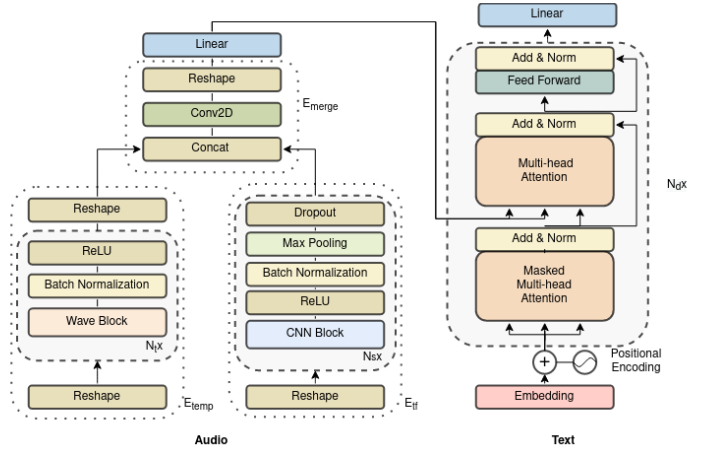 Linear
Reshape
Conv2D
Concat
Emerge
Reshape
ReLU
Batch Normalization
Wave Block
Ntx
Reshape
Etemp
Dropout
Max Pooling
Batch Normalization
ReLU
CNN Block
Nsx
Reshape
Etf
Audio
Linear
Add & Norm
Feed Forward
Add & Norm
Multi-head
Attention
Ndx
Add & Norm
Masked
Multi-head
Attention
+
Positional
Encoding
Embedding
Text